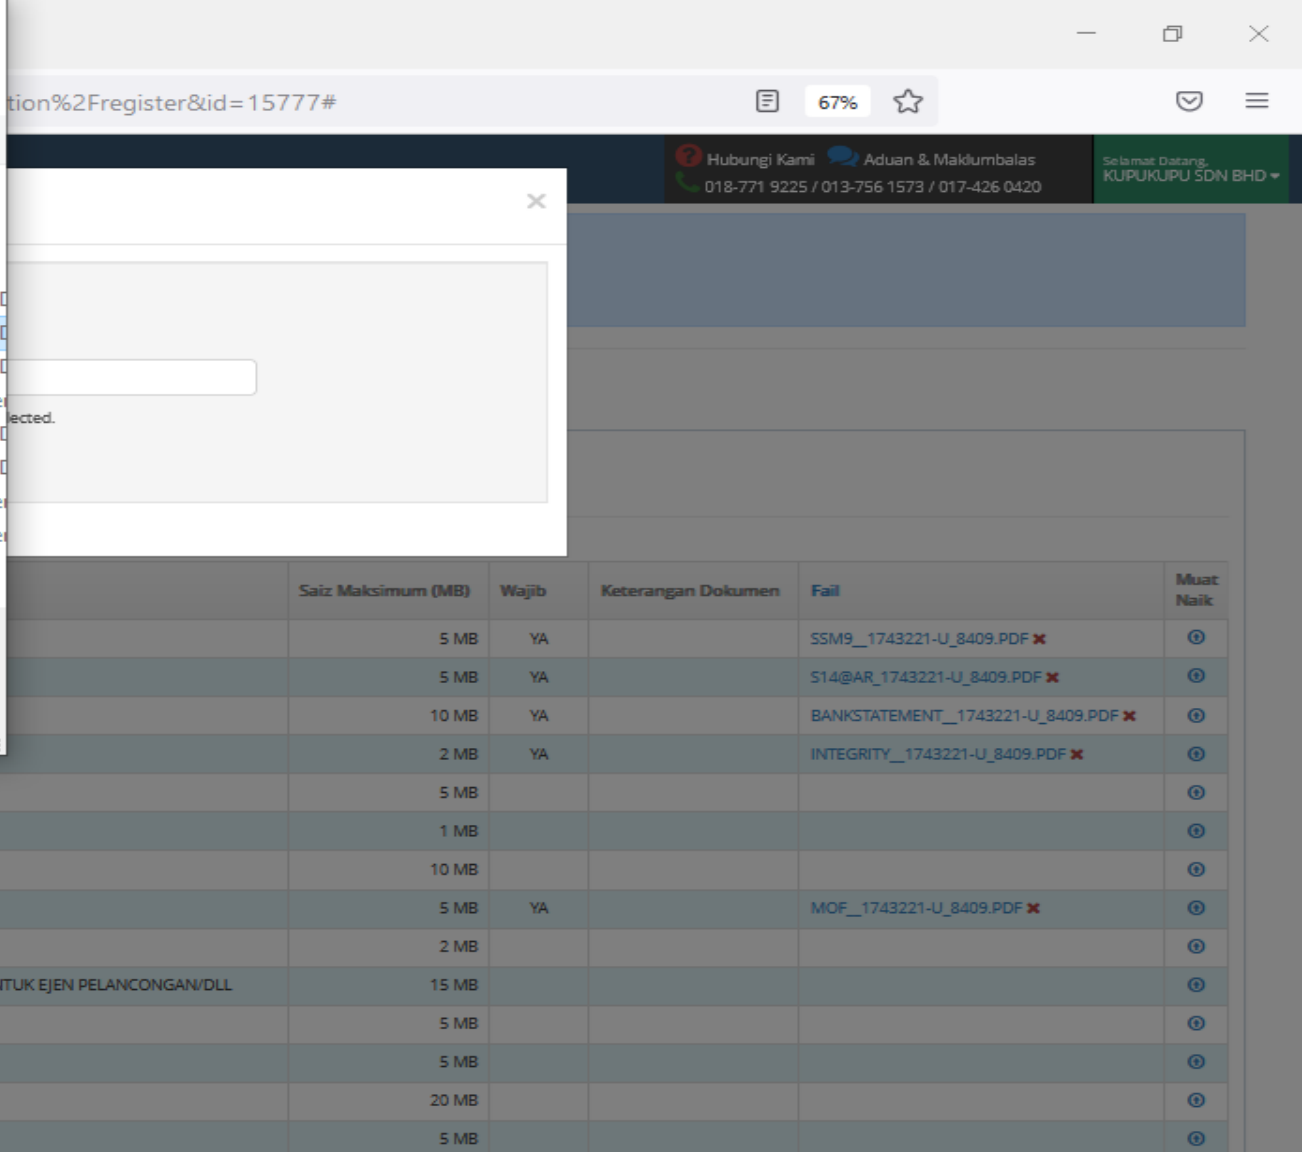 tion%2Fregister&id=15777#
67%
Hubungi Kami Aduan & Maklumbalas
018-771 9225 / 013-756 1573 / 017-426 0420
Selamat Datang,
KUPUKUPU SDN BHD
lected.
Saiz Maksimum (MB) Wajib Keterangan Dokumen Fail Muat Naik
5 MB YA SSM9__1743221-U_8409.PDF
5 MB YA S14@AR_1743221-U_8409.PDF
10 MB YA BANKSTATEMENT__1743221-U_8409.PDF
2 MB YA INTEGRITY__1743221-U_8409.PDF
5 MB
1 MB
10 MB
5 MB YA MOF__1743221-U_8409.PDF
2 MB
TUK EJEN PELANCONGAN/DLL 15 MB
5 MB
5 MB
20 MB
5 MB